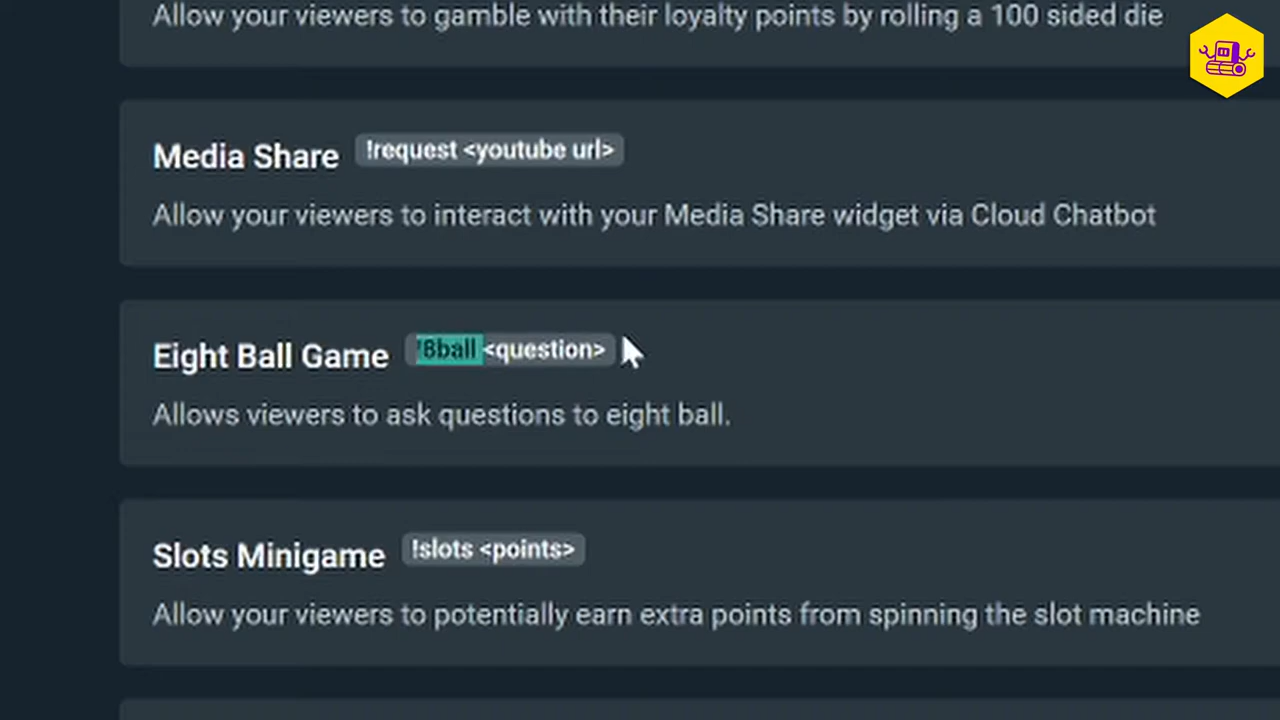 Allow your viewers to gamble with their loyalty points by rolling a 100 sided die
Media Share !request <youtube url>
Allow your viewers to interact with your Media Share widget via Cloud Chatbot
Eight Ball Game !8ball <question>
Allows viewers to ask questions to eight ball.
Slots Minigame !slots <points>
Allow your viewers to potentially earn extra points from spinning the slot machine